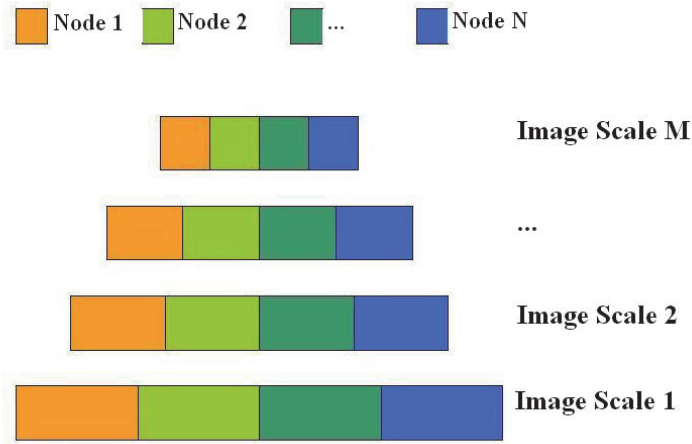 Node 1 Node 2 ... Node N
Image Scale M
...
Image Scale 2
Image Scale 1